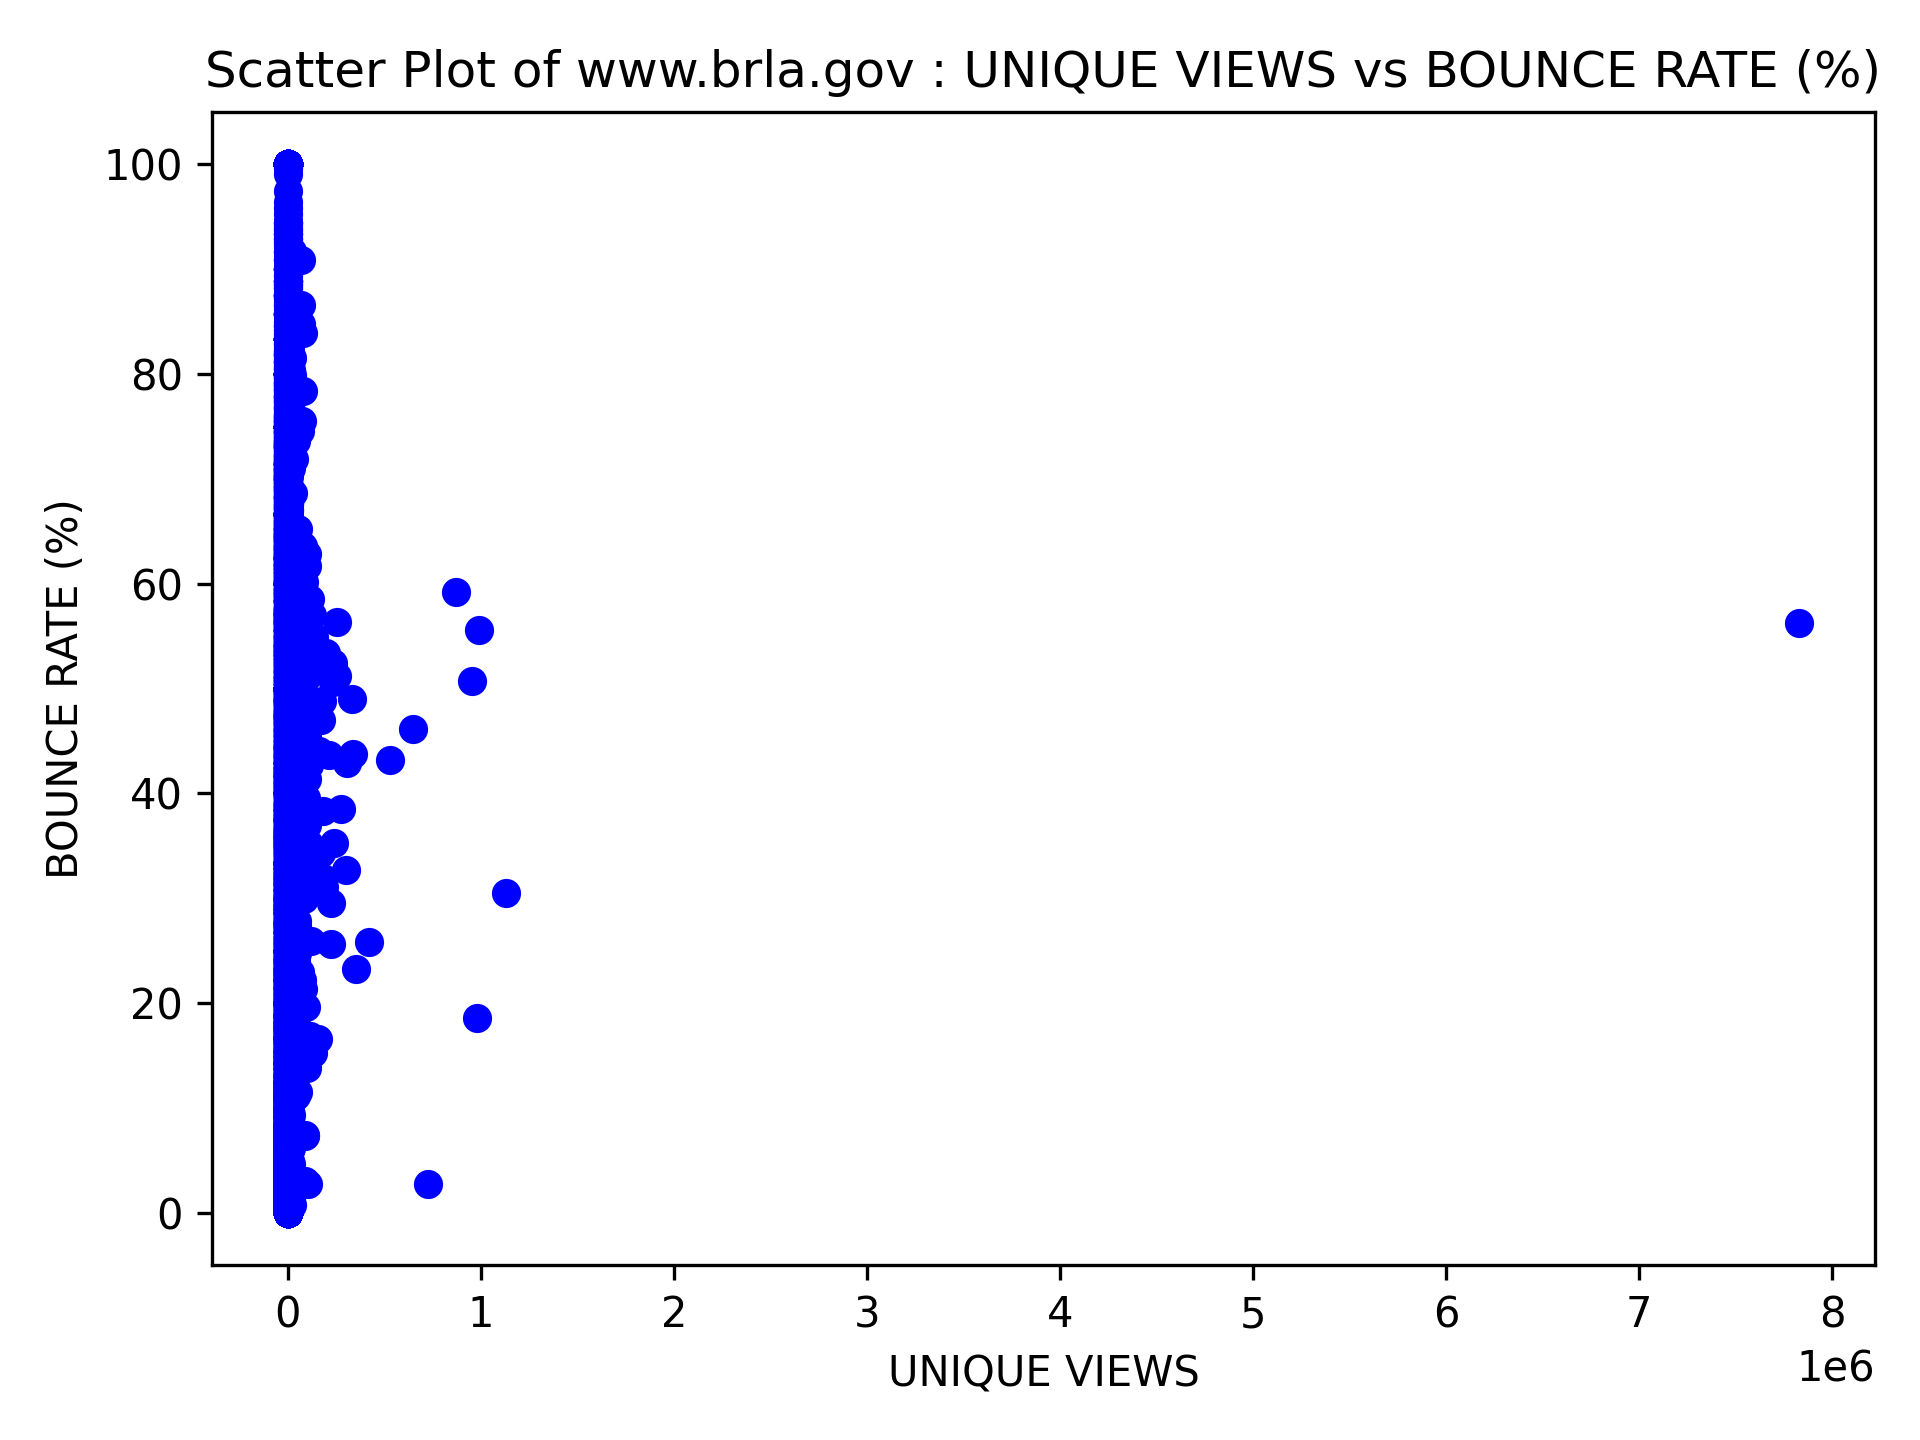 Scatter Plot of www.brla.gov : UNIQUE VIEWS vs BOUNCE RATE (%)
100
80
60
40
20
0
BOUNCE RATE (%)
0 1 2 3 4 5 6 7 8
1e6
UNIQUE VIEWS